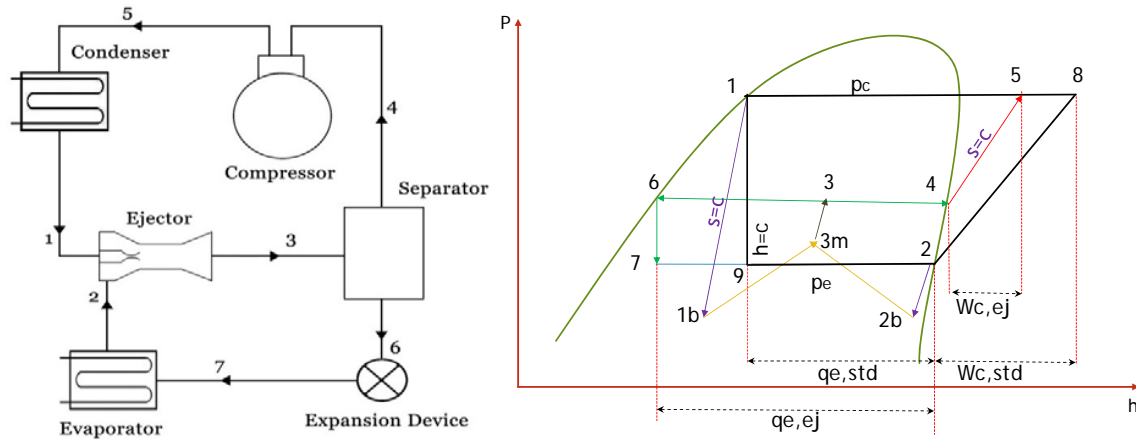 5
Condenser
4
Compressor
Separator
Ejector
1
3
2
6
7
Evaporator
Expansion Device
P
1
pc
5
8
s=c
6
s=c
3
4
h=c
3m
7
9
pe
2
1b
2b
Wc,ej
qe,std
Wc,std
h
qe,ej